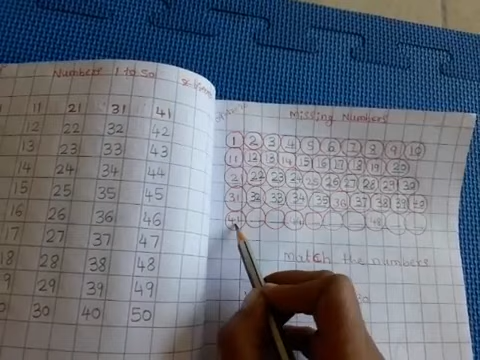 Numbers 1 to 50
11 21 31 41
12 22 32 42
13 23 33 43
14 24 34 44
15 25 35 45
16 26 36 46
17 27 37 47
18 28 38 48
9 29 39 49
0 30 40 50
Missing Numbers
1 2 3 4 5 6 7 8 9 10
11 12 13 14 15 16 17 18 19 20
21 22 23 24 25 26 27 28 29 30
31 32 33 34 35 36 37 38 39 40
44 48
Match the numbers